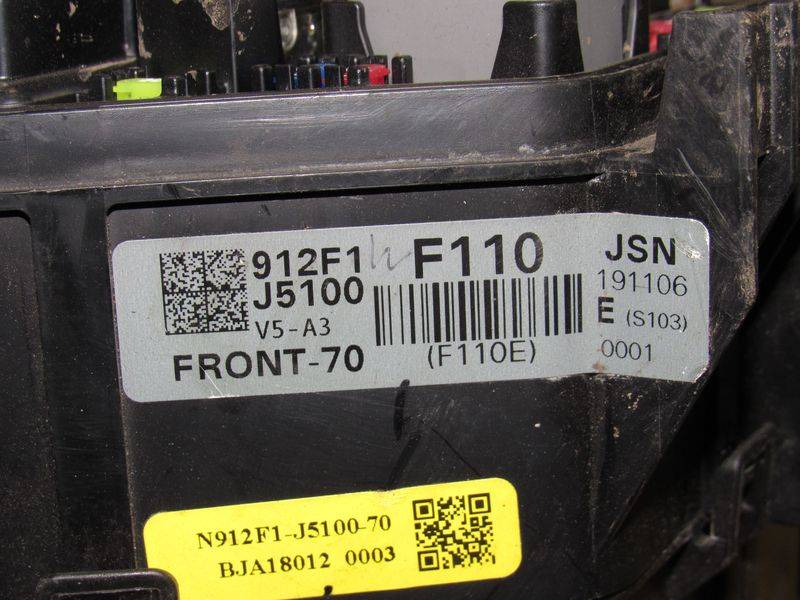 912F1
J5100
V5-A3
FRONT-70
F110
(F110E)
JSN
191106
E (S103)
0001
N912F1-J5100-70
BJA18012 0003